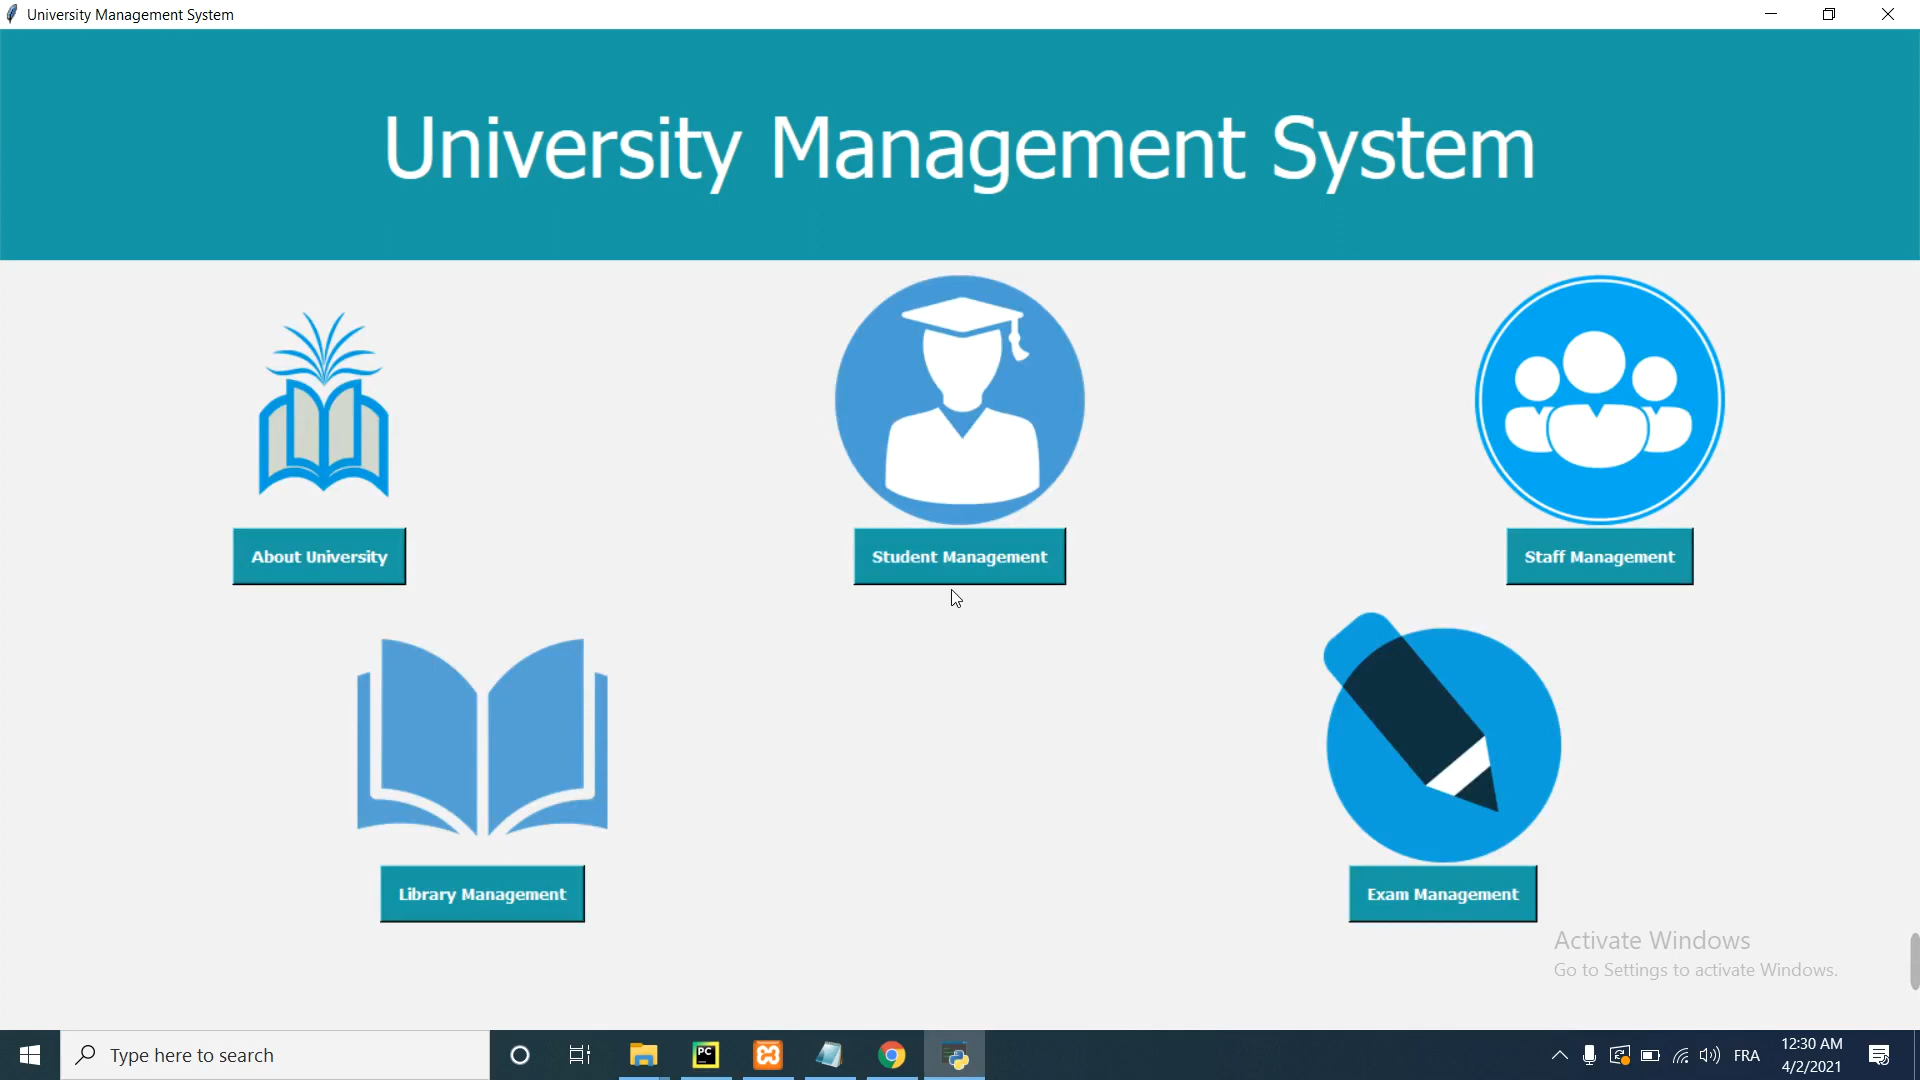 University Management System
University Management System
About University
Student Management
Staff Management
Library Management
Exam Management
Activate Windows
Go to Settings to activate Windows.
Type here to search
PC
FRA
12:30 AM
4/2/2021